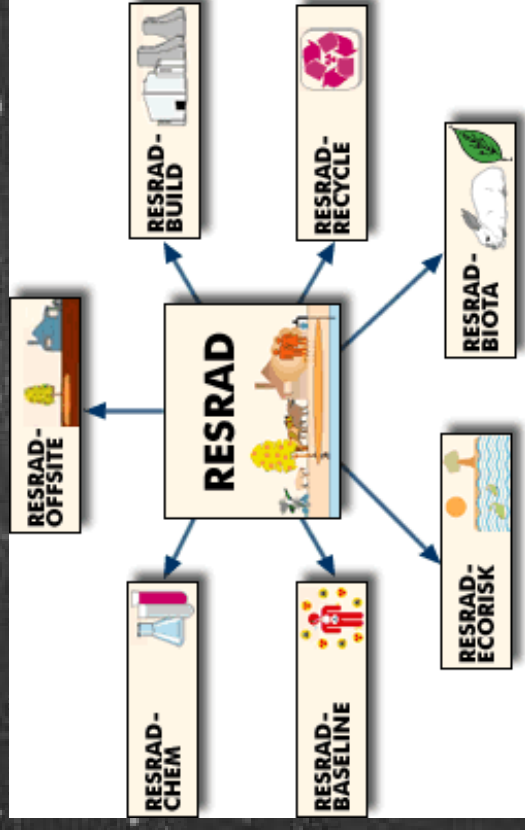 RESRAD-
OFFSITE
RESRAD-
CHEM
RESRAD-
BUILD
RESRAD
RESRAD-
BASELINE
RESRAD-
RECYCLE
RESRAD-
ECORISK
RESRAD-
BIOTA